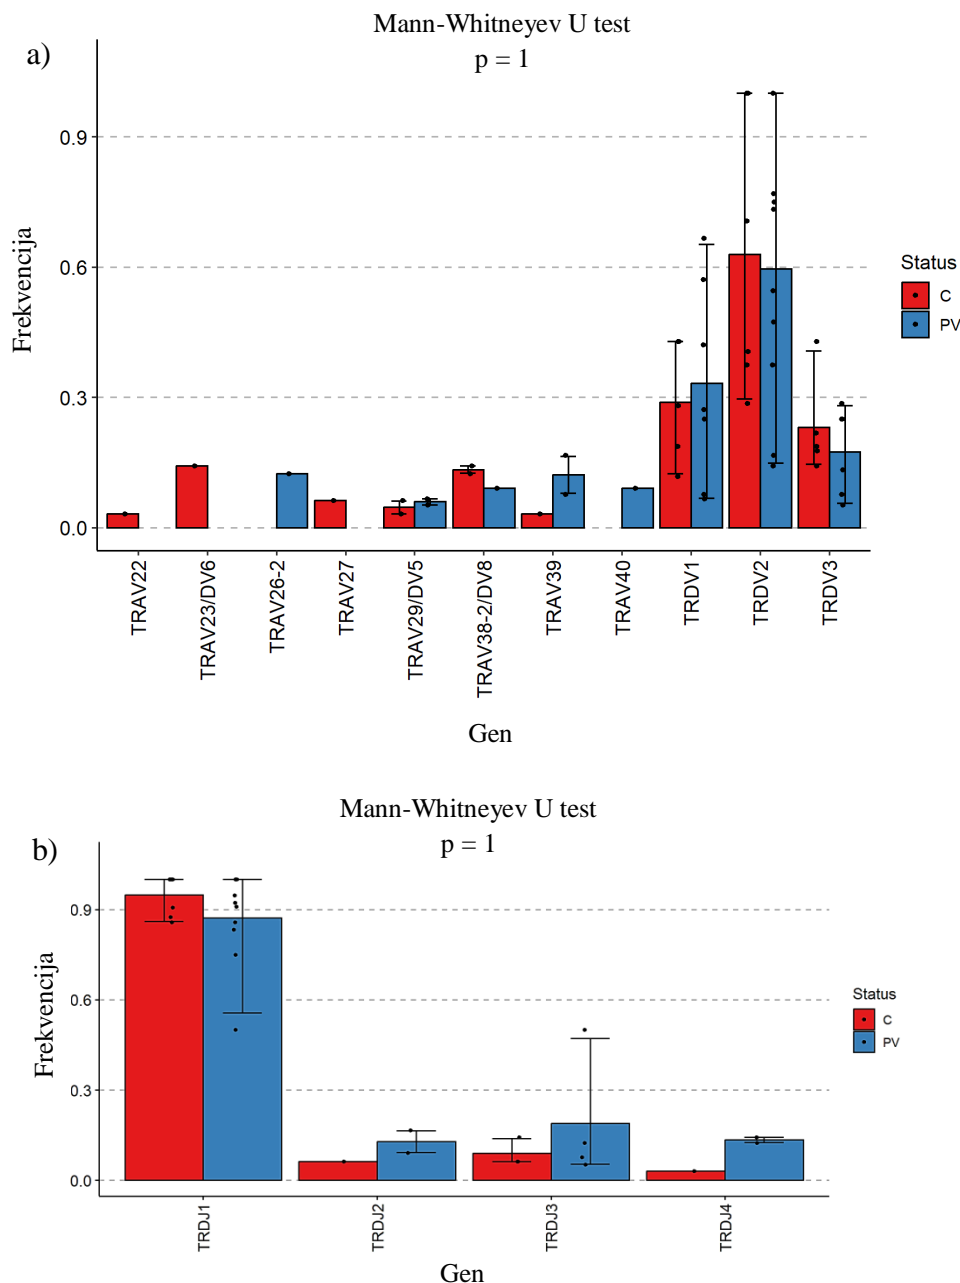 Mann-Whitneyev U test
a)
p = 1
0.9
0.6
0.3
0.0
Frekvencija
Status
C
PV
TRAV22
TRAV23/DV6
TRAV26-2
TRAV27
TRAV29/DV5
TRAV38-2/DV8
TRAV39
TRAV40
TRDV1
TRDV2
TRDV3
Gen
Mann-Whitneyev U test
b)
p = 1
0.9
0.6
0.3
0.0
Frekvencija
Status
C
PV
TRDJ1
TRDJ2
TRDJ3
TRDJ4
Gen